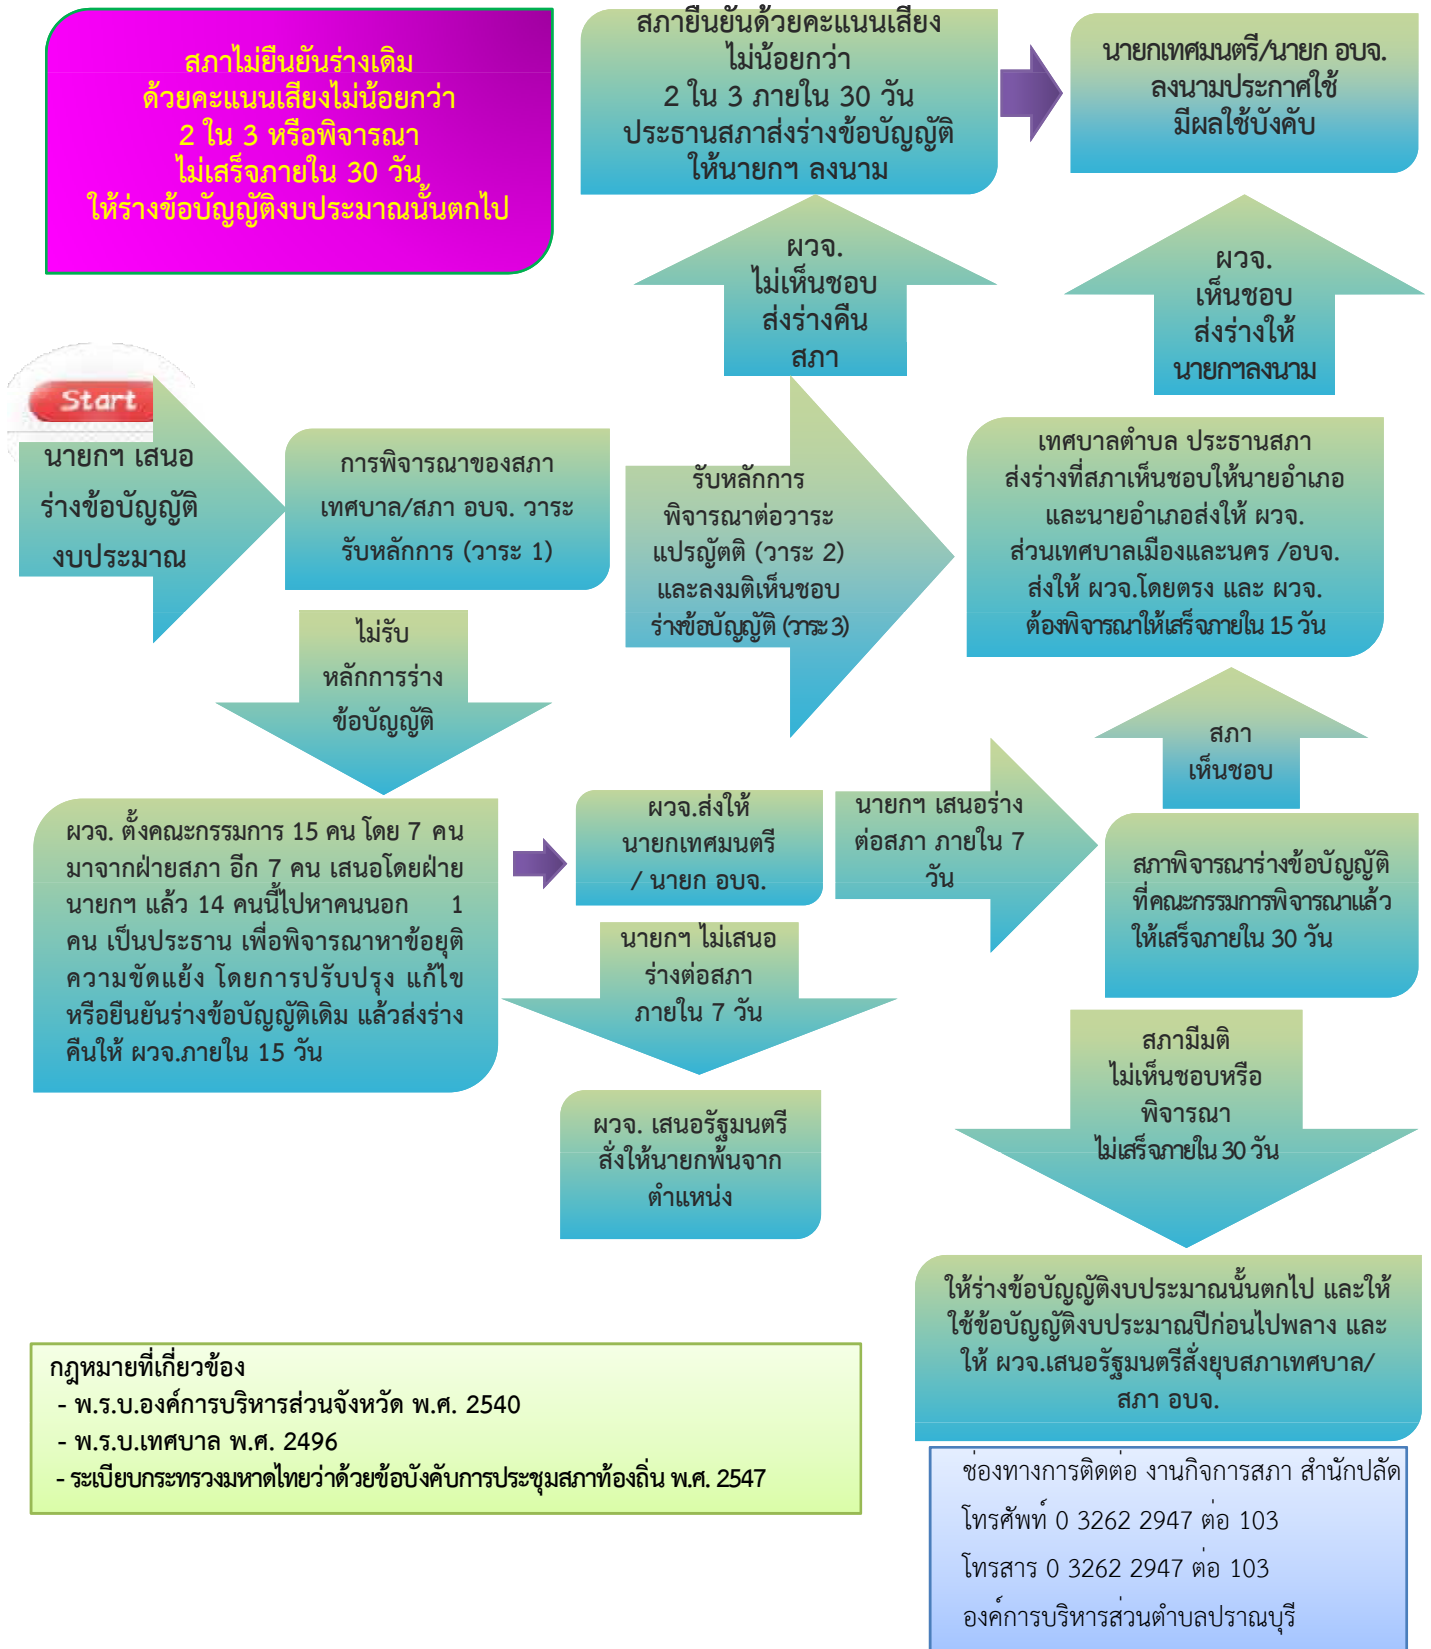 สภาไม่ยืนยันร่างเดิม
ด้วยคะแนนเสียงไม่น้อยกว่า
2 ใน 3 หรือพิจารณา
ไม่เสร็จภายใน 30 วัน
ให้ร่างข้อบัญญัติงบประมาณนั้นตกไป
สภายืนยันด้วยคะแนนเสียง
ไม่น้อยกว่า
2 ใน 3 ภายใน 30 วัน
ประธานสภาส่งร่างข้อบัญญัติ
ให้นายกฯ ลงนาม
นายกเทศมนตรี/นายก อบจ.
ลงนามประกาศใช้
มีผลใช้บังคับ
ผวจ.
ไม่เห็นชอบ
ส่งร่างคืน
สภา
ผวจ.
เห็นชอบ
ส่งร่างให้
นายกฯลงนาม
Start
นายกฯ เสนอ
ร่างข้อบัญญัติ
งบประมาณ
การพิจารณาของสภา
เทศบาล/สภา อบจ. วาระ
รับหลักการ (วาระ 1)
รับหลักการ
พิจารณาต่อวาระ
แปรญัตติ (วาระ 2)
และลงมติเห็นชอบ
ร่างข้อบัญญัติ (วาระ 3)
เทศบาลตำบล ประธานสภา
ส่งร่างที่สภาเห็นชอบให้นายอำเภอ
และนายอำเภอส่งให้ ผวจ.
ส่วนเทศบาลเมืองและนคร /อบจ.
ส่งให้ ผวจ.โดยตรง และ ผวจ.
ต้องพิจารณาให้เสร็จภายใน 15 วัน
ไม่รับ
หลักการร่าง
ข้อบัญญัติ
สภา
เห็นชอบ
ผวจ. ตั้งคณะกรรมการ 15 คน โดย 7 คน
มาจากฝ่ายสภา อีก 7 คน เสนอโดยฝ่าย
นายกฯ แล้ว 14 คนนี้ไปหาคนนอก 1
คน เป็นประธาน เพื่อพิจารณาหาข้อยุติ
ความขัดแย้ง โดยการปรับปรุง แก้ไข
หรือยืนยันร่างข้อบัญญัติเดิม แล้วส่งร่าง
คืนให้ ผวจ.ภายใน 15 วัน
ผวจ.ส่งให้
นายกเทศมนตรี
/ นายก อบจ.
นายกฯ เสนอร่าง
ต่อสภา ภายใน 7
วัน
สภาพิจารณาร่างข้อบัญญัติ
ที่คณะกรรมการพิจารณาแล้ว
ให้เสร็จภายใน 30 วัน
นายกฯ ไม่เสนอ
ร่างต่อสภา
ภายใน 7 วัน
สภามีมติ
ไม่เห็นชอบหรือ
พิจารณา
ไม่เสร็จภายใน 30 วัน
ผวจ. เสนอรัฐมนตรี
สั่งให้นายกพ้นจาก
ตำแหน่ง
ให้ร่างข้อบัญญัติงบประมาณนั้นตกไป และให้
ใช้ข้อบัญญัติงบประมาณปีก่อนไปพลาง และ
ให้ ผวจ.เสนอรัฐมนตรีสั่งยุบสภาเทศบาล/
สภา อบจ.
กฎหมายที่เกี่ยวข้อง
- พ.ร.บ.องค์การบริหารส่วนจังหวัด พ.ศ. 2540
- พ.ร.บ.เทศบาล พ.ศ. 2496
- ระเบียบกระทรวงมหาดไทยว่าด้วยข้อบังคับการประชุมสภาท้องถิ่น พ.ศ. 2547
ช่องทางการติดต่อ งานกิจการสภา สำนักปลัด
โทรศัพท์ 0 3262 2947 ต่อ 103
โทรสาร 0 3262 2947 ต่อ 103
องค์การบริหารส่วนตำบลปราณบุรี